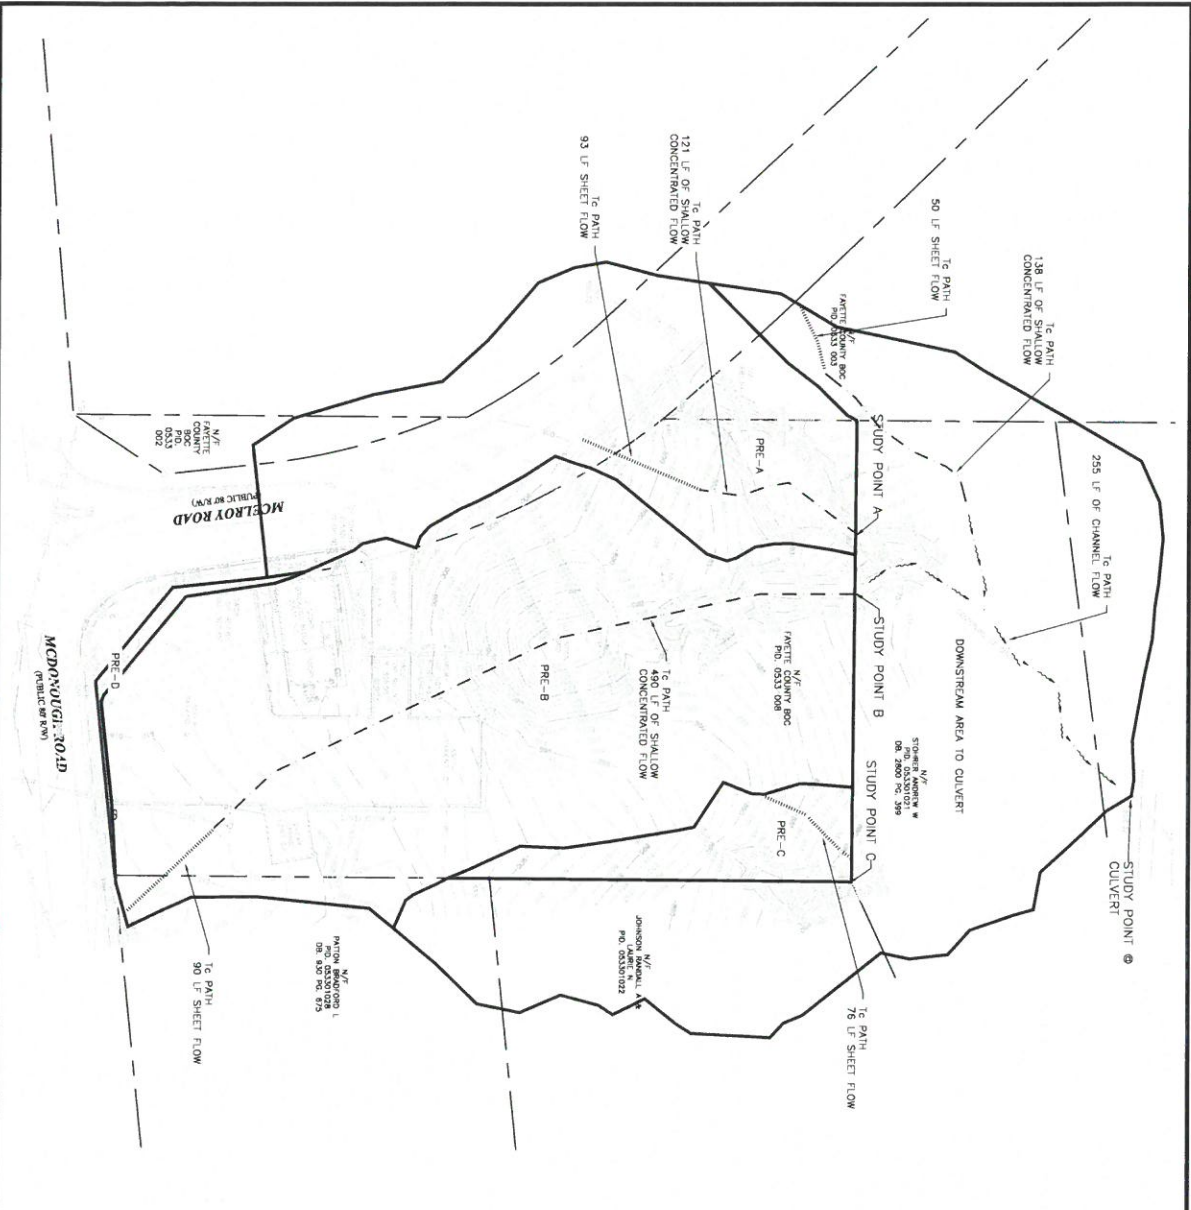 Tc PATH
138 LF OF SHALLOW
CONCENTRATED FLOW
Tc PATH
50 LF SHEET FLOW
Tc PATH
121 LF OF SHALLOW
CONCENTRATED FLOW
Tc PATH
93 LF SHEET FLOW
Tc PATH
255 LF OF CHANNEL FLOW
N/F
FAYETTE COUNTY BOC
PID. 0533 003
STUDY POINT A
PRE-A
N/F
FAYETTE
COUNTY
BOC
PID.
0533
002
MCELROY ROAD
(PUBLIC 80' R/W)
STUDY POINT B
DOWNSTREAM AREA TO CULVERT
N/F
FAYETTE COUNTY BOC
PID. 0533 008
Tc PATH
490 LF OF SHALLOW
CONCENTRATED FLOW
PRE-B
PRE-D
MCDONOUGH ROAD
N/F
STOHRER ANDREW W
PID. 053301021
DB. 2800 PG. 399
STUDY POINT C
PRE-C
STUDY POINT @
CULVERT
N/F
JOHNSON RANDALL A &
LAURIE N
PID. 053301022
N/F
PATTON BRADFORD L
PID. 053301028
DB. 930 PG. 675
Tc PATH
76 LF SHEET FLOW
Tc PATH
90 LF SHEET FLOW